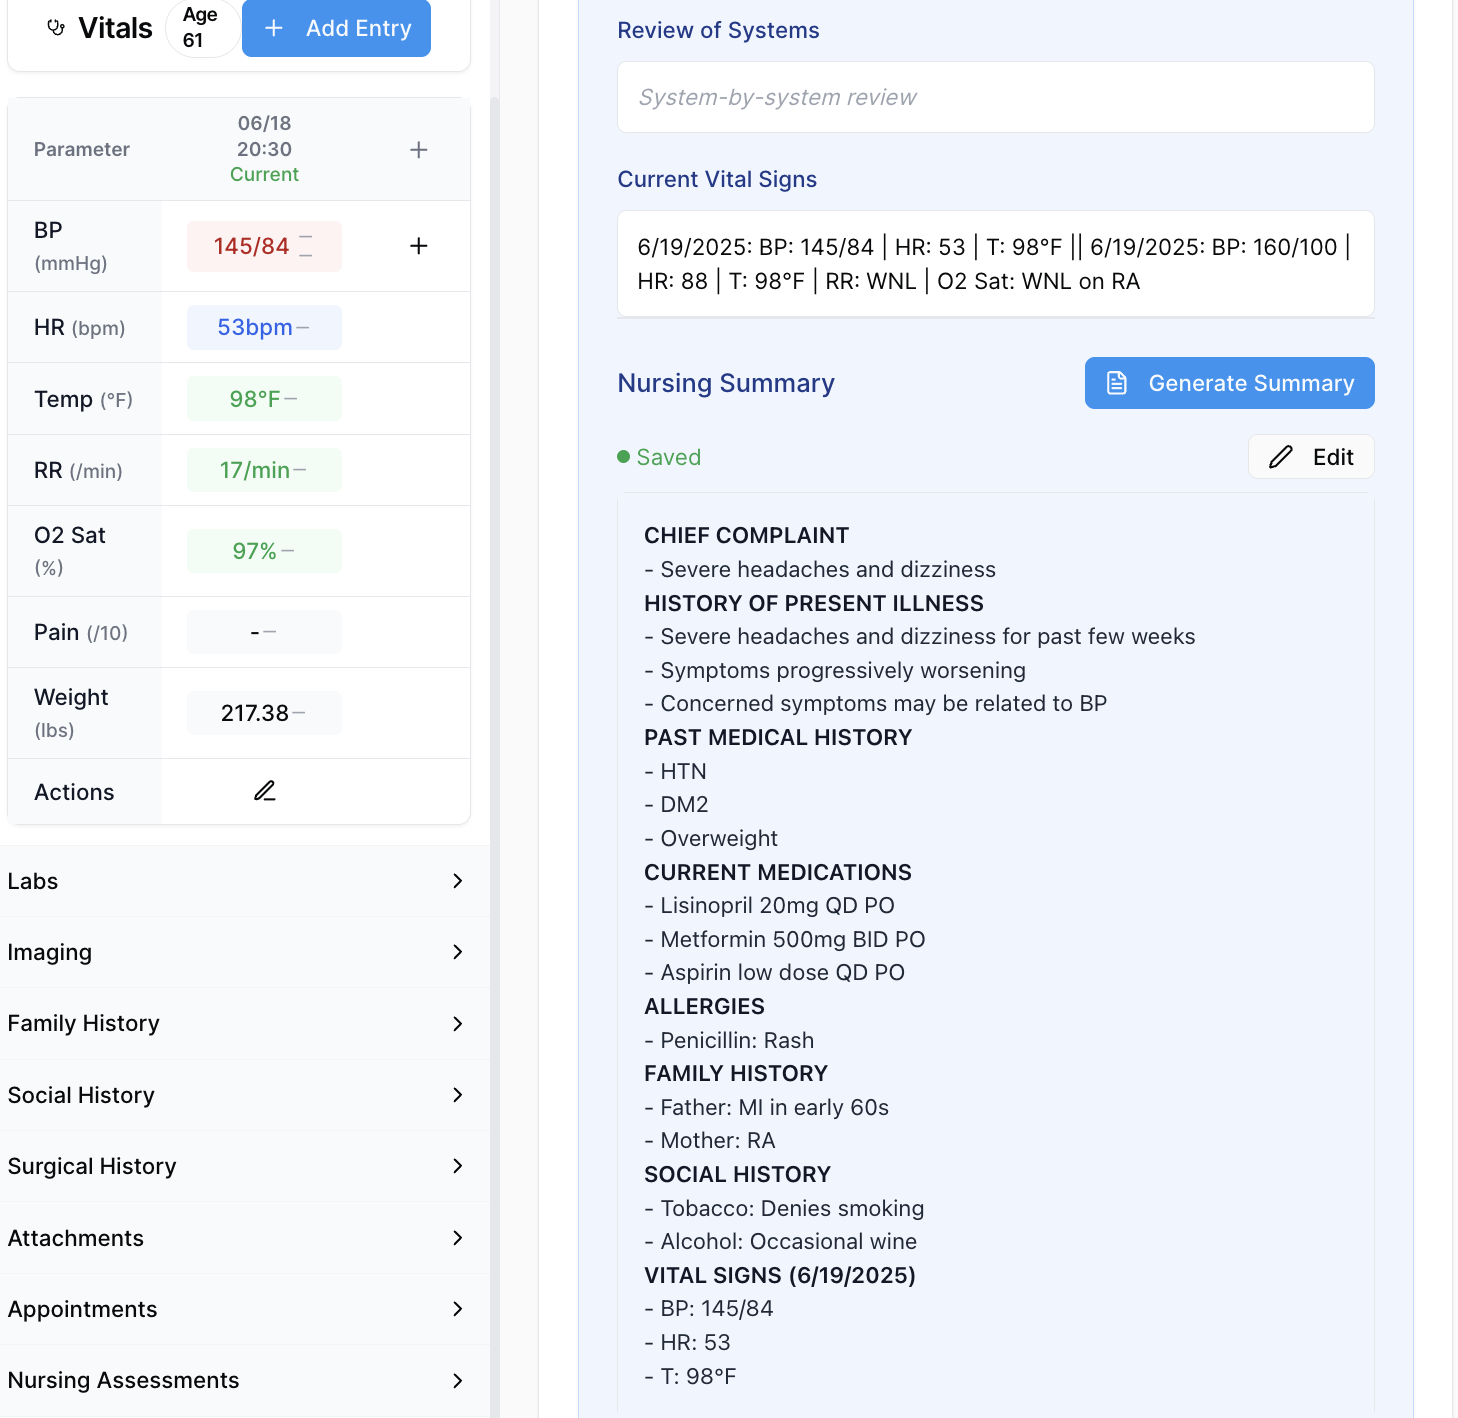 Vitals
Age
61
Add Entry
Parameter
06/18
20:30
Current
BP
(mmHg)
145/84
HR (bpm)
53bpm
Temp (°F)
98°F
RR (/min)
17/min
O2 Sat
(%)
97%
Pain (/10)
-
Weight
(lbs)
217.38
Actions
Labs
Imaging
Family History
Social History
Surgical History
Attachments
Appointments
Nursing Assessments
Review of Systems
System-by-system review
Current Vital Signs
6/19/2025: BP: 145/84 | HR: 53 | T: 98°F || 6/19/2025: BP: 160/100 |
HR: 88 | T: 98°F | RR: WNL | O2 Sat: WNL on RA
Nursing Summary
Generate Summary
Saved
Edit
CHIEF COMPLAINT
- Severe headaches and dizziness
HISTORY OF PRESENT ILLNESS
- Severe headaches and dizziness for past few weeks
- Symptoms progressively worsening
- Concerned symptoms may be related to BP
PAST MEDICAL HISTORY
- HTN
- DM2
- Overweight
CURRENT MEDICATIONS
- Lisinopril 20mg QD PO
- Metformin 500mg BID PO
- Aspirin low dose QD PO
ALLERGIES
- Penicillin: Rash
FAMILY HISTORY
- Father: MI in early 60s
- Mother: RA
SOCIAL HISTORY
- Tobacco: Denies smoking
- Alcohol: Occasional wine
VITAL SIGNS (6/19/2025)
- BP: 145/84
- HR: 53
- T: 98°F